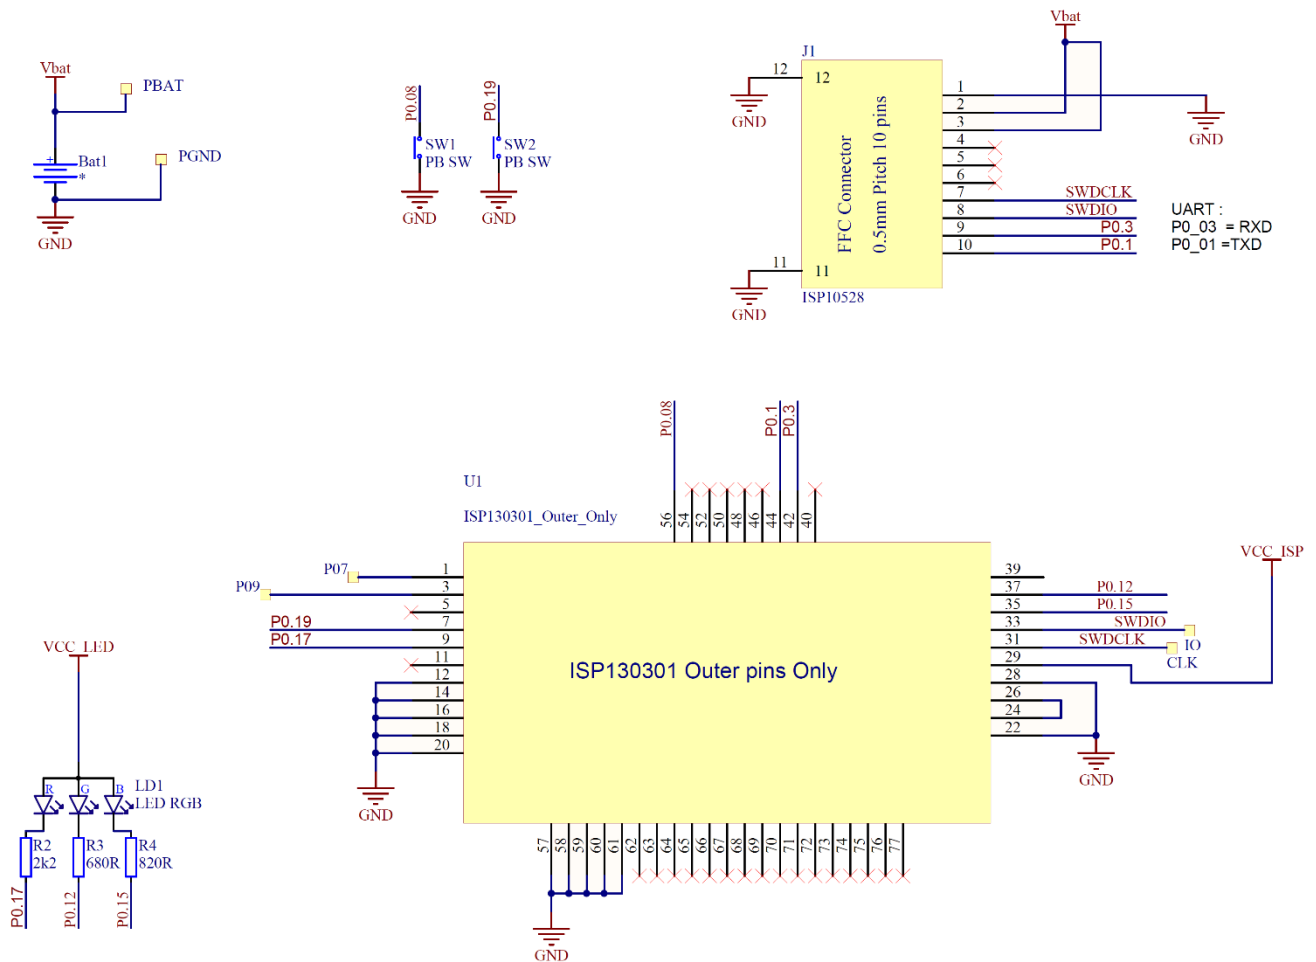 Vbat
PBAT
+
Bat1
*
PGND
GND
P0.08
SW1
PB SW
GND
P0.19
SW2
PB SW
GND
Vbat
J1
12
12
GND
FFC Connector
0.5mm Pitch 10 pins
1
2
3
4
5
6
7
8
9
10
GND
SWDCLK
SWDIO
P0.3
P0.1
UART :
P0_03 = RXD
P0_01 =TXD
11
11
GND
ISP10528
P0.08
P0.1
P0.3
U1
ISP130301_Outer_Only
56
54
52
50
48
46
44
42
40
P07
P09
P0.19
P0.17
1
3
5
7
9
11
12
14
16
18
20
GND
ISP130301 Outer pins Only
39
37
35
33
31
29
28
26
24
22
P0.12
P0.15
SWDIO
IO
SWDCLK
CLK
VCC_ISP
GND
57
58
59
60
61
62
63
64
65
66
67
68
69
70
71
72
73
74
75
76
77
GND
VCC_LED
R
G
B
LD1
LED RGB
R2
2k2
R3
680R
R4
820R
P0.17
P0.12
P0.15